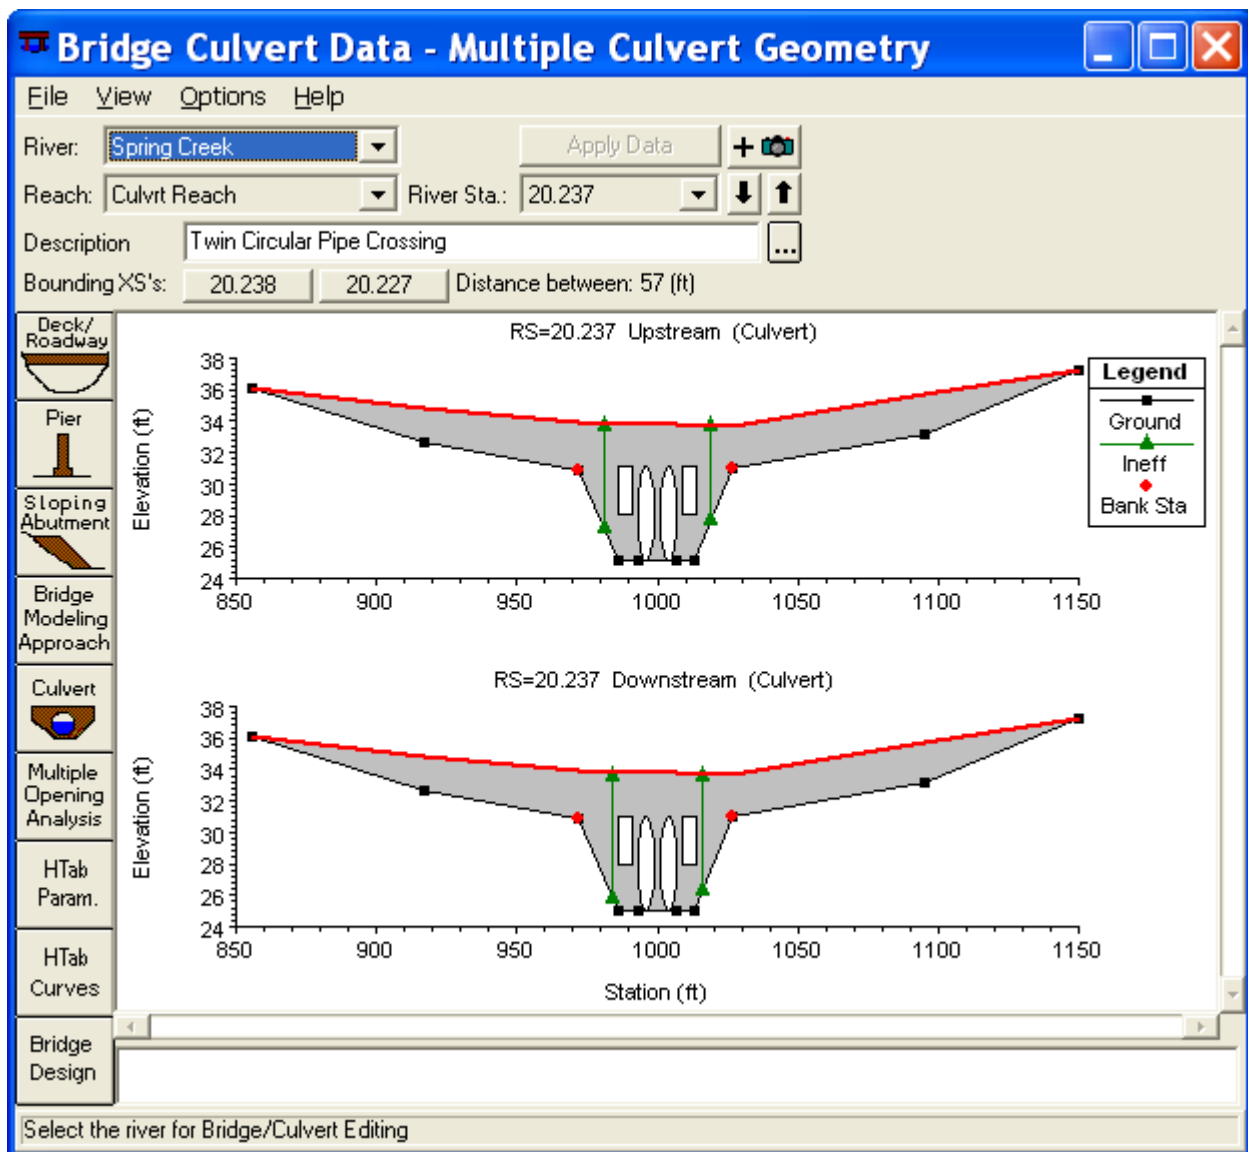 Bridge Culvert Data - Multiple Culvert Geometry
File View Options Help
River: Spring Creek Apply Data +
Reach: Culvrt Reach River Sta.: 20.237
Description Twin Circular Pipe Crossing ...
Bounding XS's: 20.238 20.227 Distance between: 57 (ft)
Deck/
Roadway
Pier
Sloping
Abutment
Bridge
Modeling
Approach
Culvert
Multiple
Opening
Analysis
HTab
Param.
HTab
Curves
Bridge
Design
RS=20.237 Upstream (Culvert)
Elevation (ft)
38
36
34
32
30
28
26
24
850 900 950 1000 1050 1100 1150
Legend
Ground
Ineff
Bank Sta
RS=20.237 Downstream (Culvert)
Elevation (ft)
38
36
34
32
30
28
26
24
850 900 950 1000 1050 1100 1150
Station (ft)
Select the river for Bridge/Culvert Editing